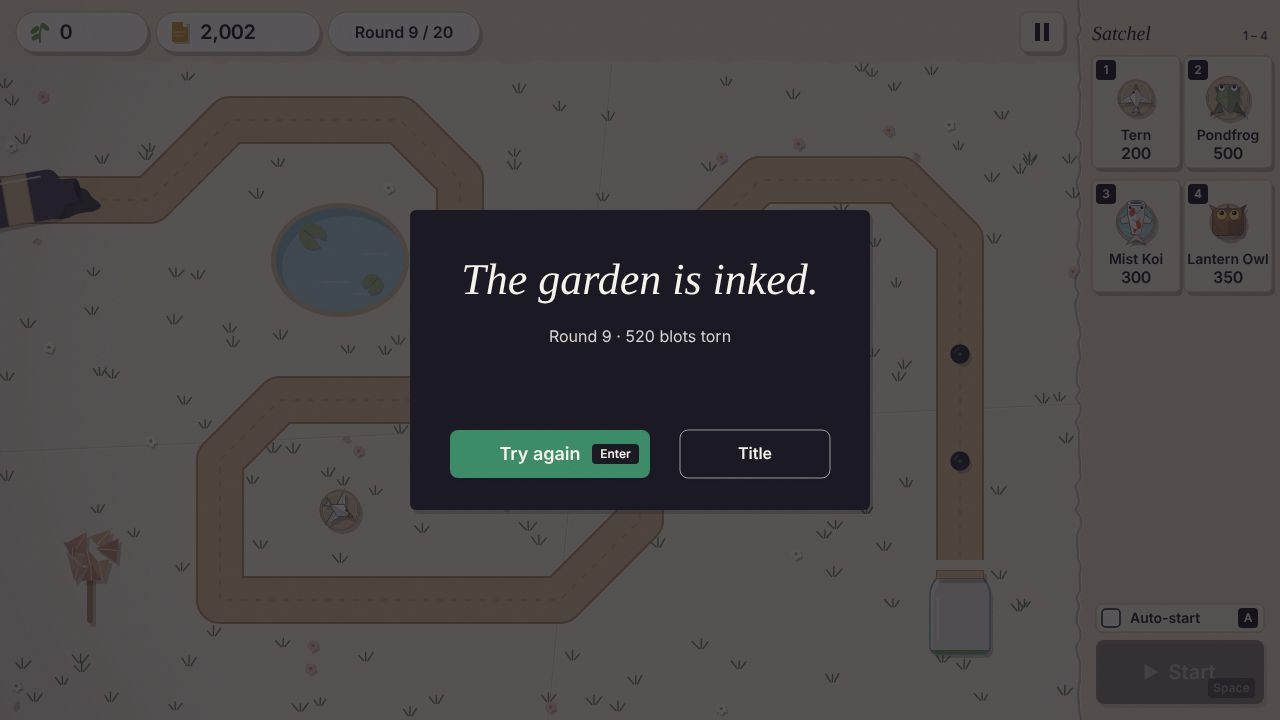 0
2,002
Round 9 / 20
Satchel
1–4
1
2
Tern
Pondfrog
200
500
3
4
Mist Koi
Lantern Owl
300
350
The garden is inked.
Round 9 · 520 blots torn
Try again
Enter
Title
Auto-start
A
Start
Space